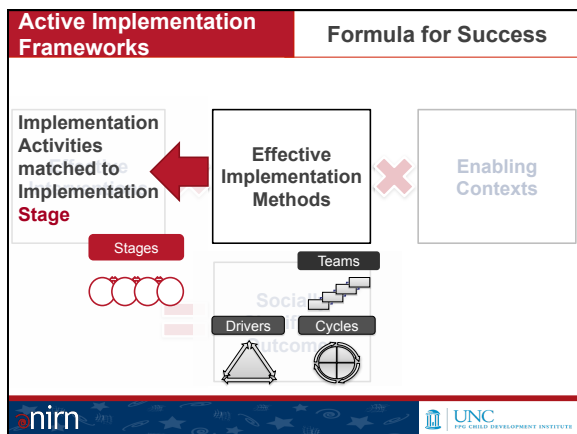 Active Implementation
Frameworks
Formula for Success
Implementation
Activities
matched to
Implementation
Stage
Effective
Implementation
Methods
Enabling
Contexts
Stages
Teams
Drivers
Cycles
nirn
UNC
FPG CHILD DEVELOPMENT INSTITUTE